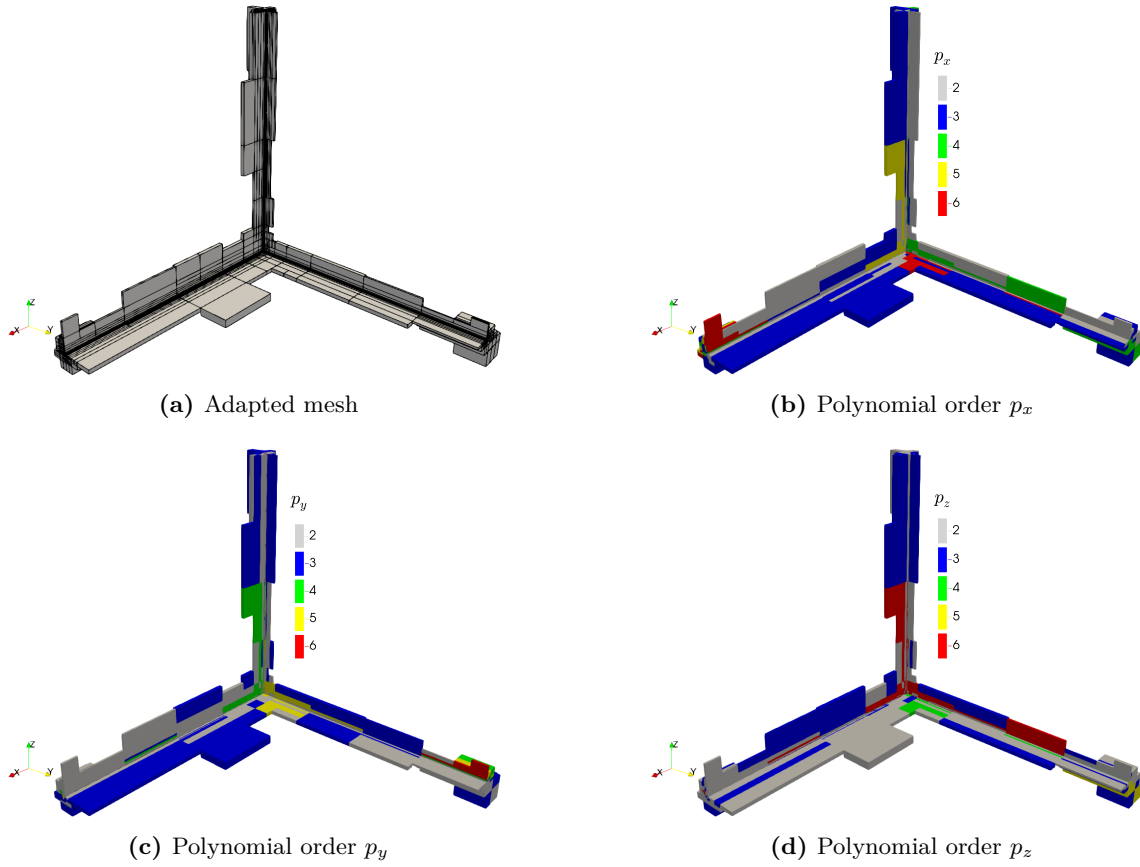 Z
X
Y
X
(a) Adapted mesh
p_x
2
3
4
5
6
Z
X
Y
(b) Polynomial order p_x
p_y
2
3
4
5
6
Z
X
Y
(c) Polynomial order p_y
p_z
2
3
4
5
6
Z
X
Y
(d) Polynomial order p_z